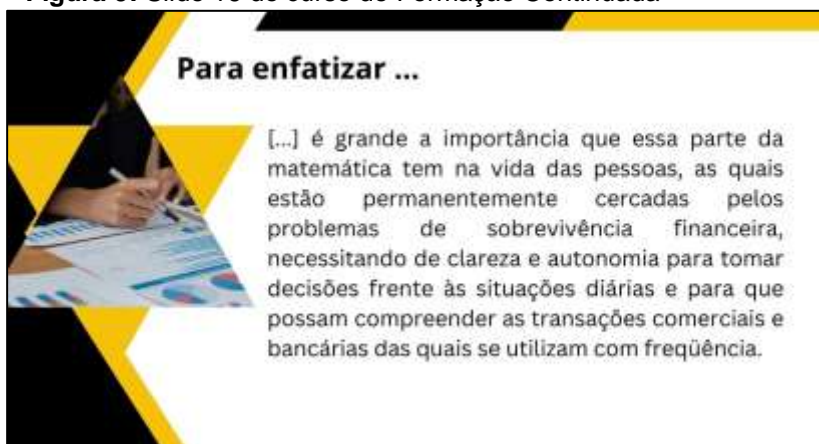 Para enfatizar ...
[...] é grande a importância que essa parte da
matemática tem na vida das pessoas, as quais
estão permanentemente cercadas pelos
problemas de sobrevivência financeira,
necessitando de clareza e autonomia para tomar
decisões frente às situações diárias e para que
possam compreender as transações comerciais e
bancárias das quais se utilizam com freqüência.